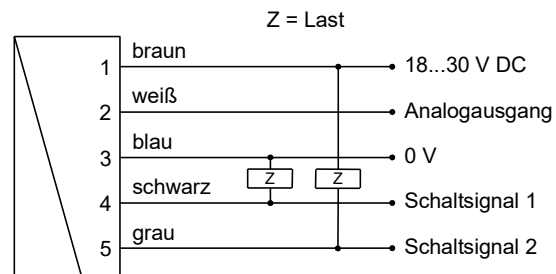 Z = Last
1 braun 18...30 V DC
2 weiß Analogausgang
3 blau 0 V
Z Z
4 schwarz Schaltsignal 1
5 grau Schaltsignal 2